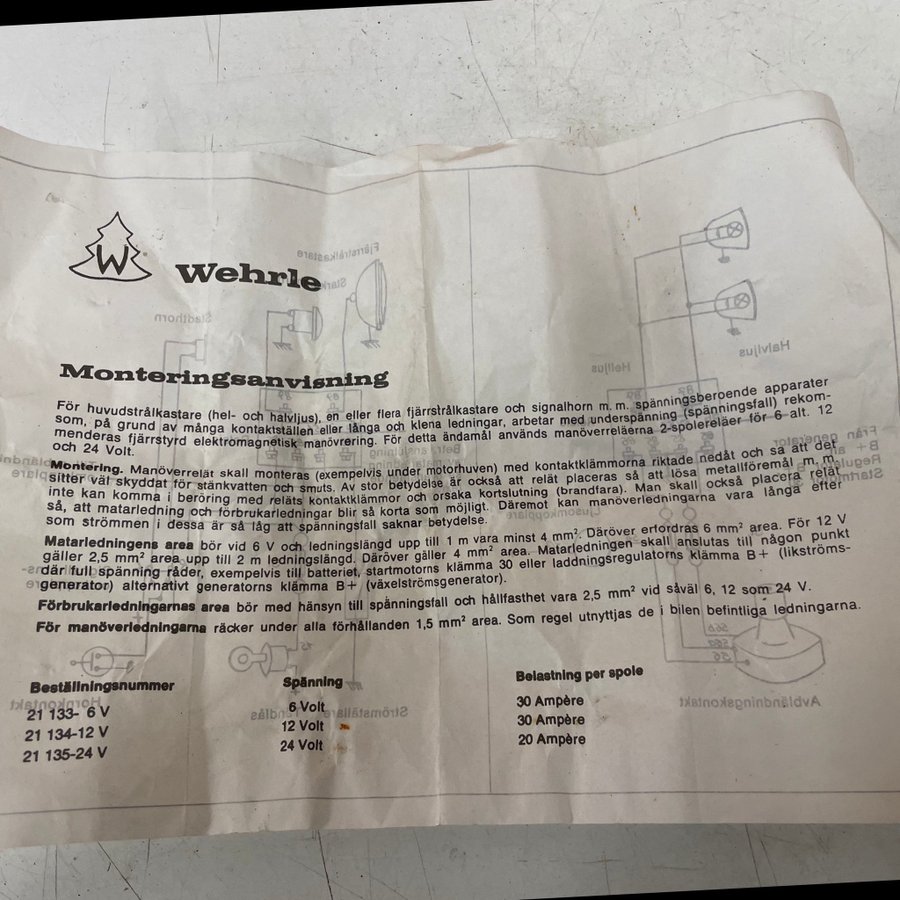 W
Wehrle
Monteringsanvisning
För huvudstrålkastare (hel- och halvljus), en eller flera fjärrstrålkastare och signalhorn m. m. spänningsberoende apparater
som, på grund av många kontaktställen eller långa och klena ledningar, arbetar med underspänning (spänningsfall) rekom-
menderas fjärrstyrd elektromagnetisk manövrering. För detta ändamål används manöverreläerna 2-spolereläer för 6 alt. 12
och 24 Volt.
Montering. Manöverrelät skall monteras (exempelvis under motorhuven) med kontaktklämmorna riktade nedåt och så att det
sitter väl skyddat för stänkvatten och smuts. Av stor betydelse är också att relät placeras så att lösa metallföremål m. m.
inte kan komma i beröring med reläts kontaktklämmor och orsaka kortslutning (brandfara). Man skall också placera relät
så, att matarledning och förbrukarledningar blir så korta som möjligt. Däremot kan manöverledningarna vara långa efter
som strömmen i dessa är så låg att spänningsfall saknar betydelse.
Matarledningens area bör vid 6 V och ledningslängd upp till 1 m vara minst 4 mm². Däröver erfordras 6 mm² area. För 12 V
gäller 2,5 mm² area upp till 2 m ledningslängd. Däröver gäller 4 mm² area. Matarledningen skall anslutas till någon punkt
där full spänning råder, exempelvis till batteriet, startmotorns klämma 30 eller laddningsregulatorns klämma B+ (likströms-
generator) alternativt generatorns klämma B+ (växelströmsgenerator).
Förbrukarledningarnas area bör med hänsyn till spänningsfall och hållfasthet vara 2,5 mm² vid såväl 6, 12 som 24 V.
För manöverledningarna räcker under alla förhållanden 1,5 mm² area. Som regel utnyttjas de i bilen befintliga ledningarna.
Beställningsnummer Spänning Belastning per spole
21 133- 6 V 6 Volt 30 Ampère
21 134-12 V 12 Volt 30 Ampère
21 135-24 V 24 Volt 20 Ampère